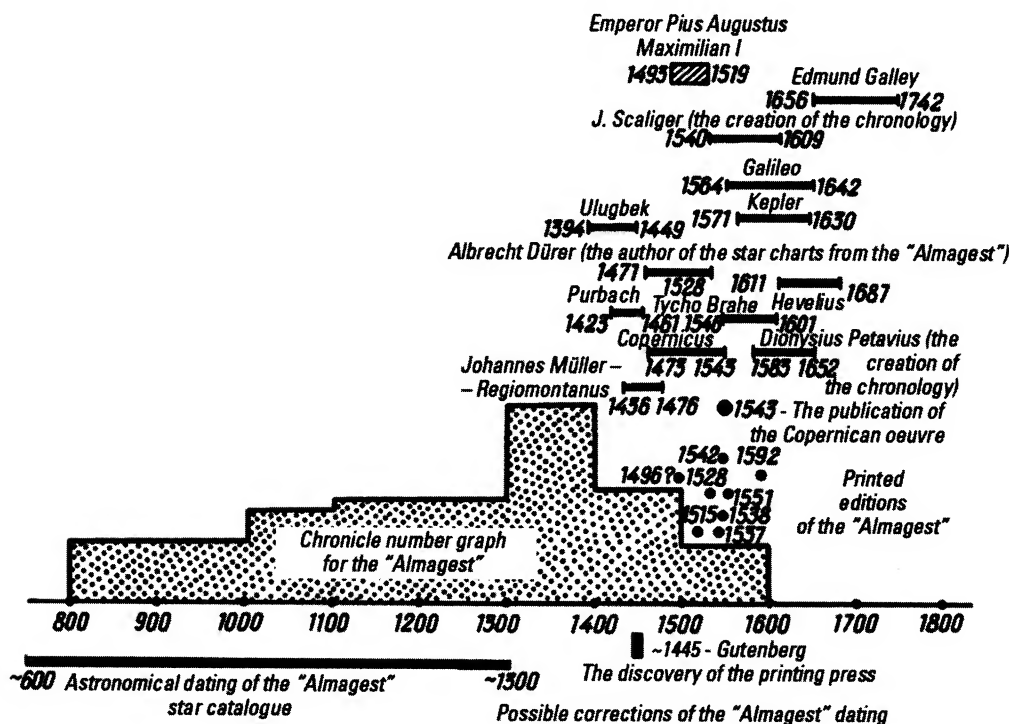 Emperor Pius Augustus
Maximilian I
1493 1519
Edmund Galley
1656 1742
J. Scaliger (the creation of the chronology)
1540 1609
Galileo
1564 1642
Ulugbek
Kepler
1394 1449
1571 1630
Albrecht Dürer (the author of the star charts from the "Almagest")
1471
1528
1611
1687
Purbach
Tycho Brahe
Hevelius
1423 1461 1546 1601
Copernicus
Dionysius Petavius (the
creation of
the chronology)
1473 1543 1583 1652
Johannes Müller –
– Regiomontanus
1436 1476
1543 - The publication of
the Copernican oeuvre
1542 1592
1496? 1528
1551
1515 1538
1537
Printed
editions
of the "Almagest"
Chronicle number graph
for the "Almagest"
800 900 1000 1100 1200 1300 1400 1500 1600 1700 1800
~1445 - Gutenberg
The discovery of the printing press
~600 Astronomical dating of the "Almagest" ~1300
star catalogue
Possible corrections of the "Almagest" dating